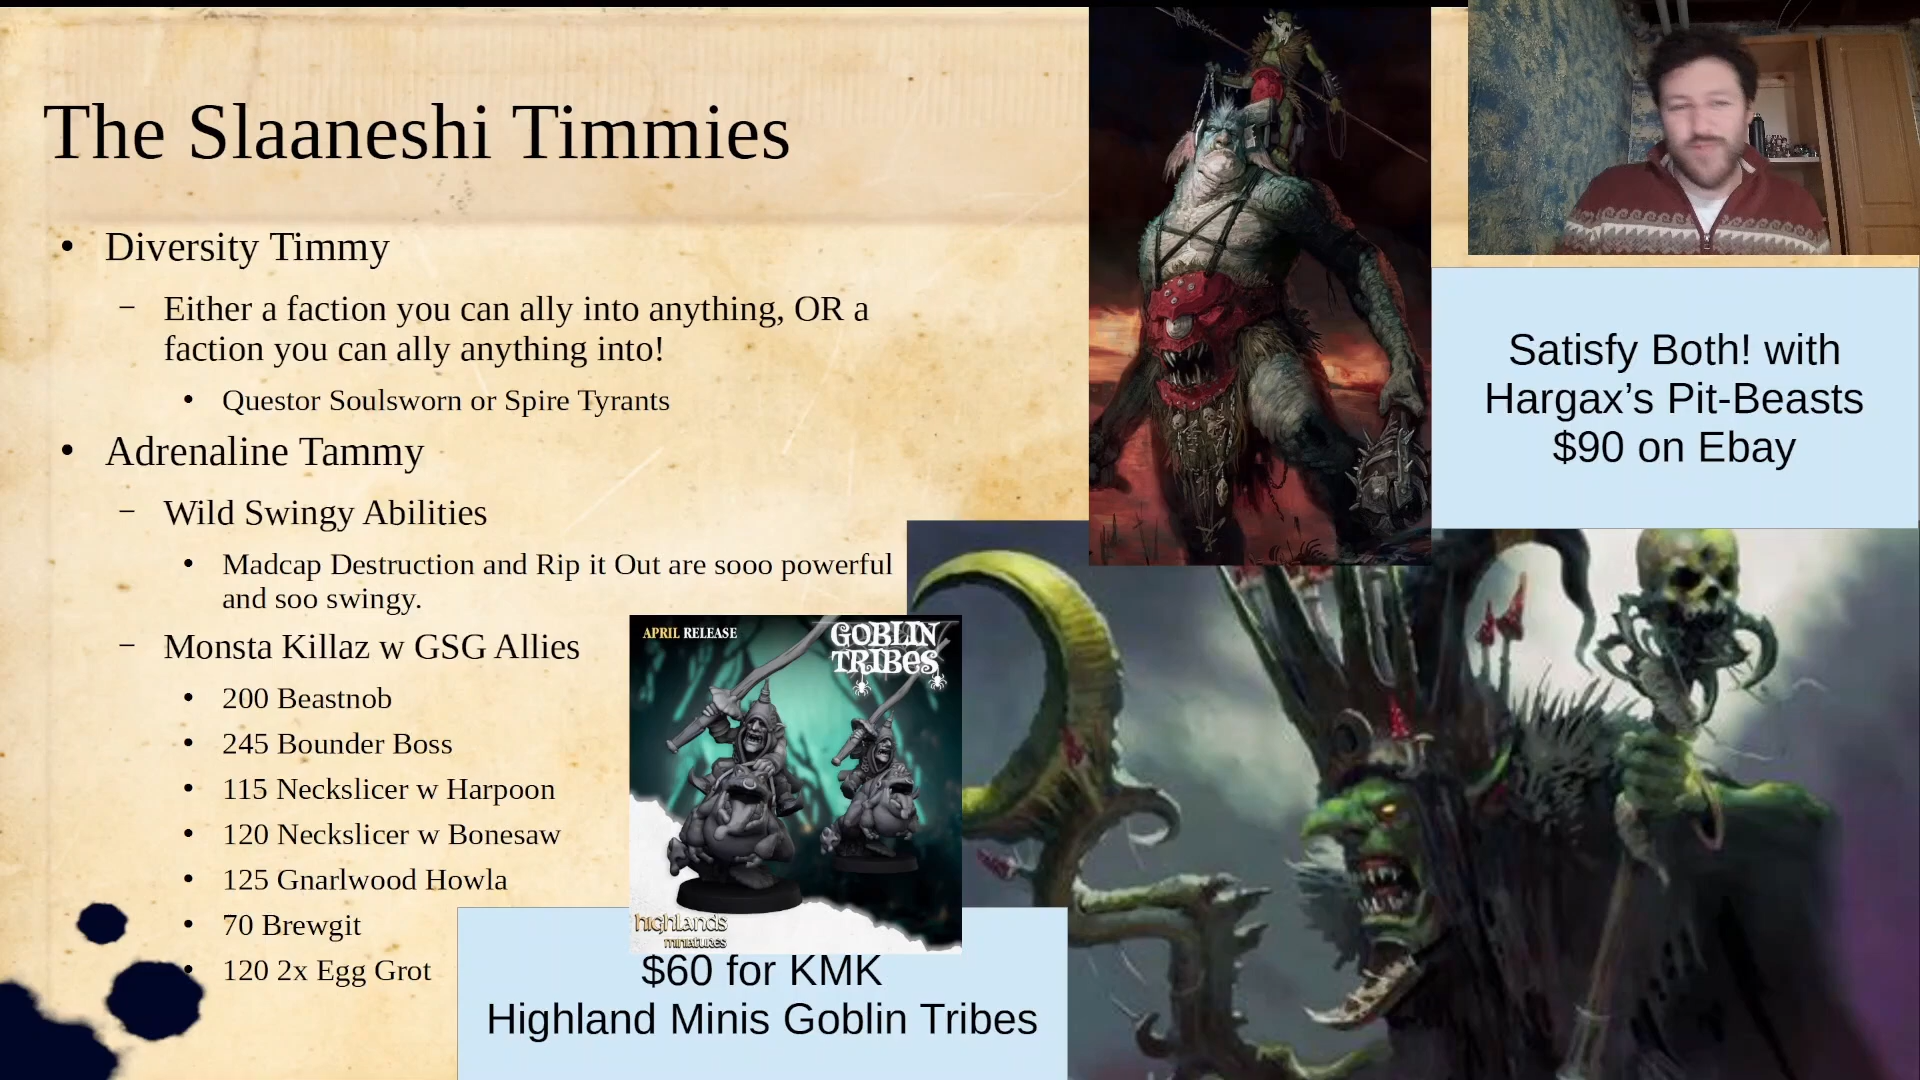 The Slaaneshi Timmies
• Diversity Timmy
– Either a faction you can ally into anything, OR a
faction you can ally anything into!
• Questor Soulsworn or Spire Tyrants
• Adrenaline Tammy
– Wild Swingy Abilities
• Madcap Destruction and Rip it Out are sooo powerful
and soo swingy.
– Monsta Killaz w GSG Allies
• 200 Beastnob
• 245 Bounder Boss
• 115 Neckslicer w Harpoon
• 120 Neckslicer w Bonesaw
• 125 Gnarlwood Howla
• 70 Brewgit
• 120 2x Egg Grot
Satisfy Both! with
Hargax’s Pit-Beasts
$90 on Ebay
APRIL RELEASE
GOBLIN
TRIBES
highlands
miniatures
$60 for KMK
Highland Minis Goblin Tribes